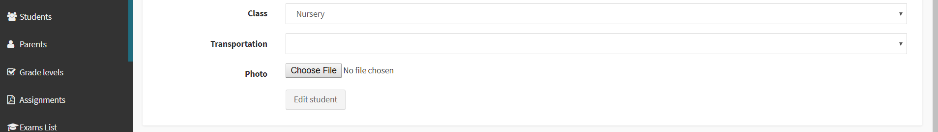 Students
Parents
Grade levels
Assignments
Exams List
Class Nursery
Transportation
Photo Choose File No file chosen
Edit student